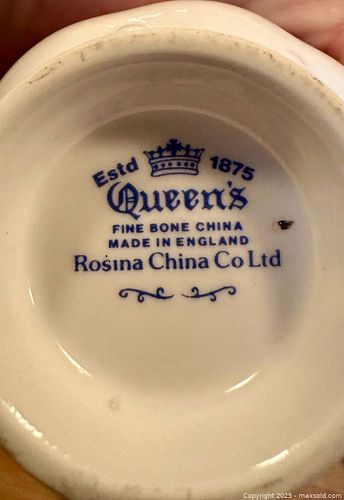 Estd 1875
Queen's
FINE BONE CHINA
MADE IN ENGLAND
Rosina China Co Ltd
Copyright © 2025 - maxsold.com